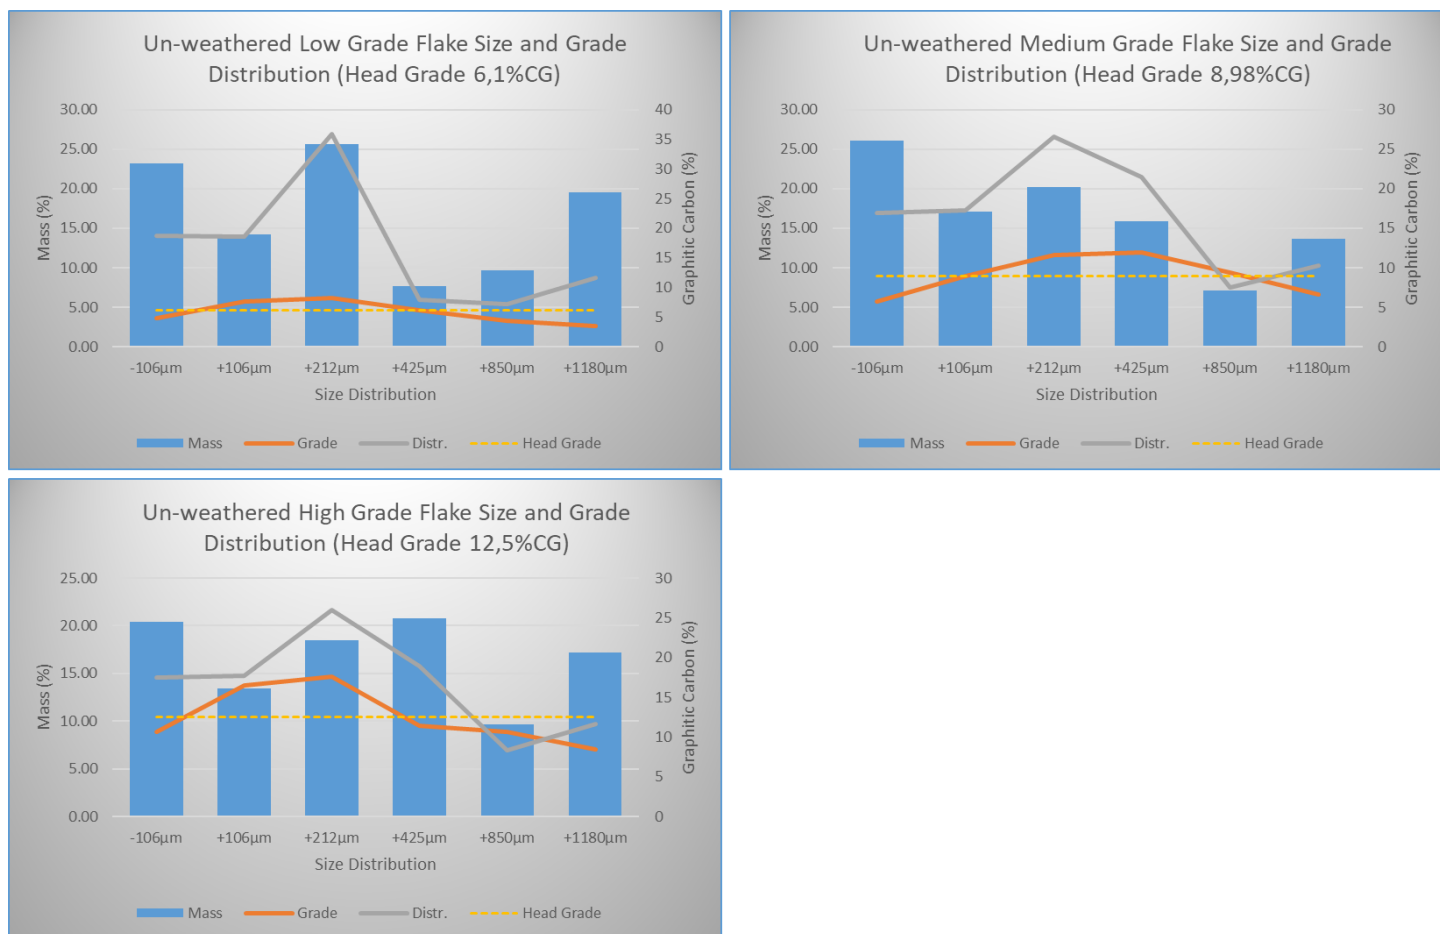 Un-weathered Low Grade Flake Size and Grade
Distribution (Head Grade 6,1%CG)
30.00
25.00
20.00
15.00
10.00
5.00
0.00
Mass (%)
40
35
30
25
20
15
10
5
0
Graphitic Carbon (%)
-106µm +106µm +212µm +425µm +850µm +1180µm
Size Distribution
Mass Grade Distr. Head Grade
Un-weathered Medium Grade Flake Size and Grade
Distribution (Head Grade 8,98%CG)
30.00
25.00
20.00
15.00
10.00
5.00
0.00
Mass (%)
30
25
20
15
10
5
0
Graphitic Carbon (%)
-106µm +106µm +212µm +425µm +850µm +1180µm
Size Distribution
Mass Grade Distr. Head Grade
Un-weathered High Grade Flake Size and Grade
Distribution (Head Grade 12,5%CG)
25.00
20.00
15.00
10.00
5.00
0.00
Mass (%)
30
25
20
15
10
5
0
Graphitic Carbon (%)
-106µm +106µm +212µm +425µm +850µm +1180µm
Size Distribution
Mass Grade Distr. Head Grade